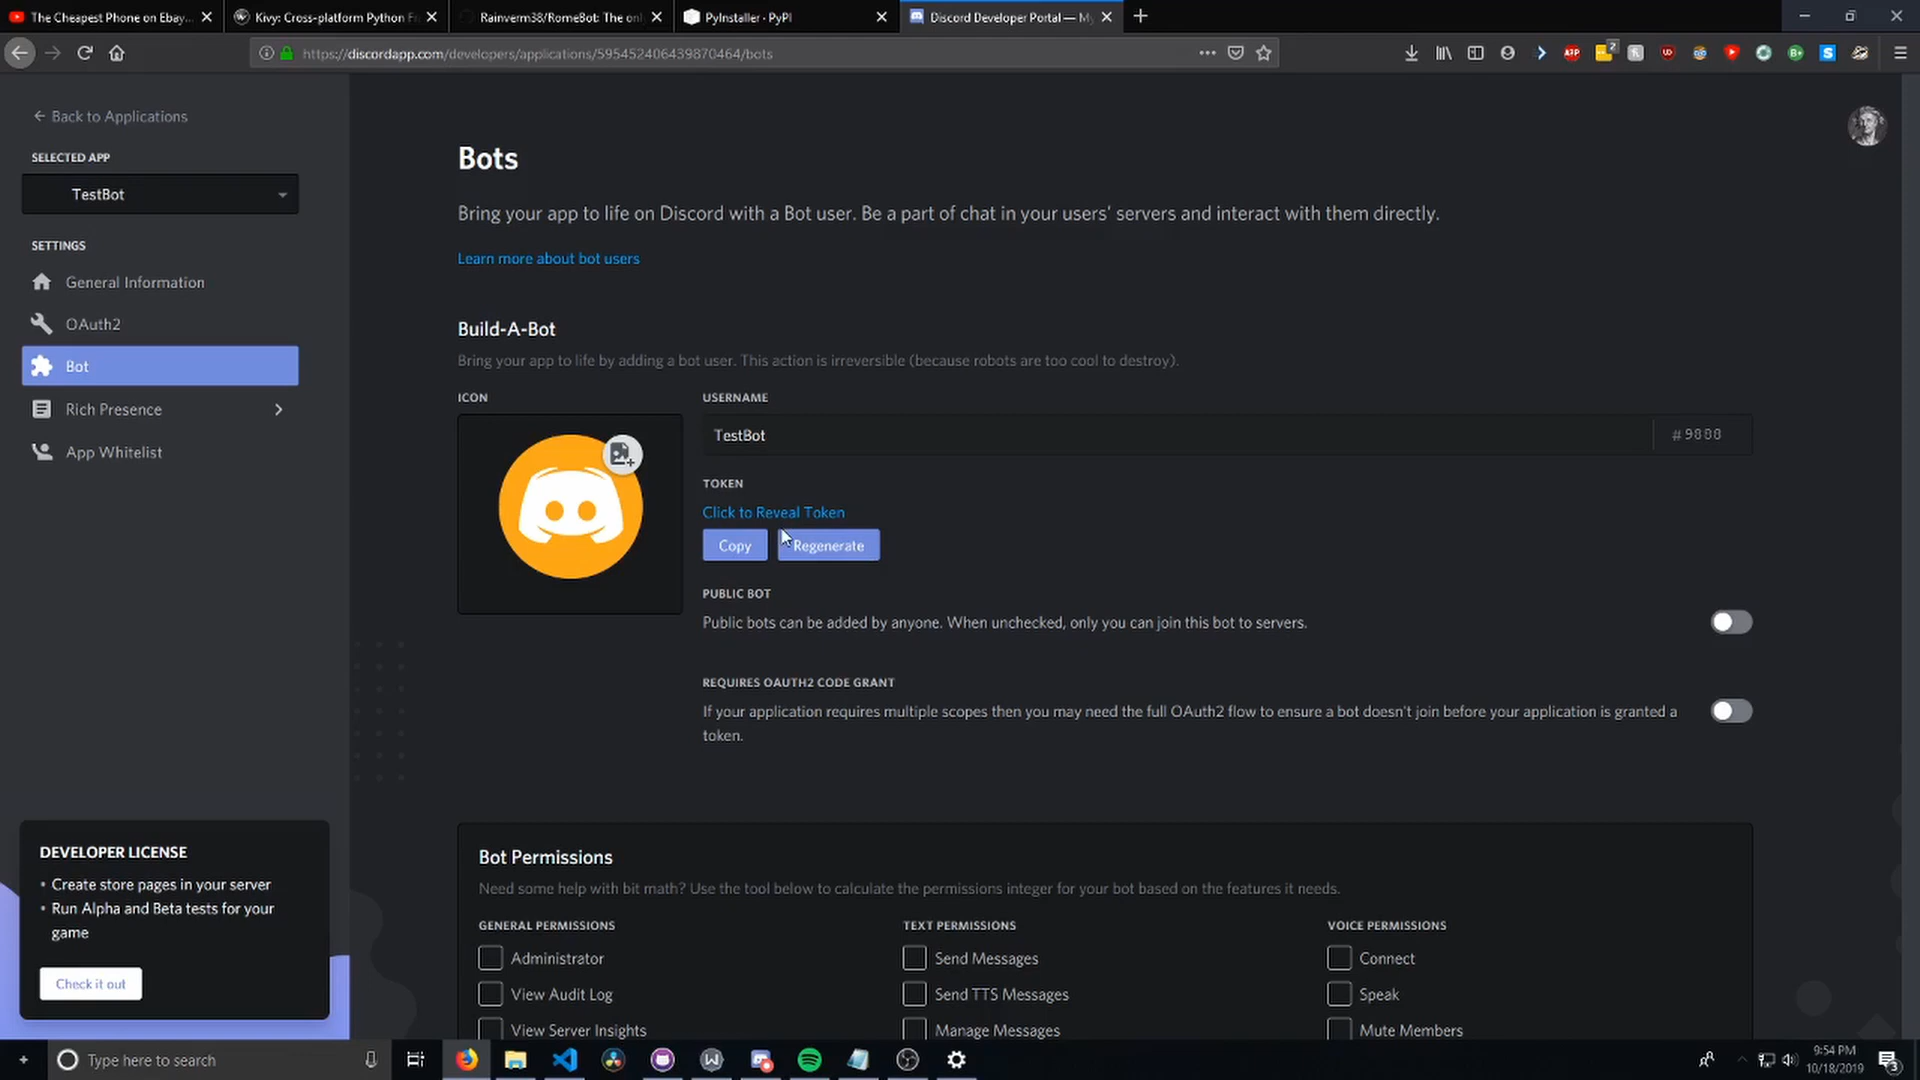 The Cheapest Phone on Ebay...
Kivy: Cross-platform Python Fr
Rainverm38/RomeBot: The onl
PyInstaller · PyPI
Discord Developer Portal — My
https://discordapp.com/developers/applications/595452406439870464/bots
Back to Applications
SELECTED APP
TestBot
SETTINGS
General Information
OAuth2
Bot
Rich Presence
App Whitelist
Bots
Bring your app to life on Discord with a Bot user. Be a part of chat in your users' servers and interact with them directly.
Learn more about bot users
Build-A-Bot
Bring your app to life by adding a bot user. This action is irreversible (because robots are too cool to destroy).
ICON
USERNAME
TestBot
#9888
TOKEN
Click to Reveal Token
Copy
Regenerate
PUBLIC BOT
Public bots can be added by anyone. When unchecked, only you can join this bot to servers.
REQUIRES OAUTH2 CODE GRANT
If your application requires multiple scopes then you may need the full OAuth2 flow to ensure a bot doesn't join before your application is granted a
token.
Bot Permissions
Need some help with bit math? Use the tool below to calculate the permissions integer for your bot based on the features it needs.
GENERAL PERMISSIONS
TEXT PERMISSIONS
VOICE PERMISSIONS
Administrator
Send Messages
Connect
View Audit Log
Send TTS Messages
Speak
View Server Insights
Manage Messages
Mute Members
DEVELOPER LICENSE
• Create store pages in your server
• Run Alpha and Beta tests for your
game
Check it out
Type here to search
9:54 PM
10/18/2019